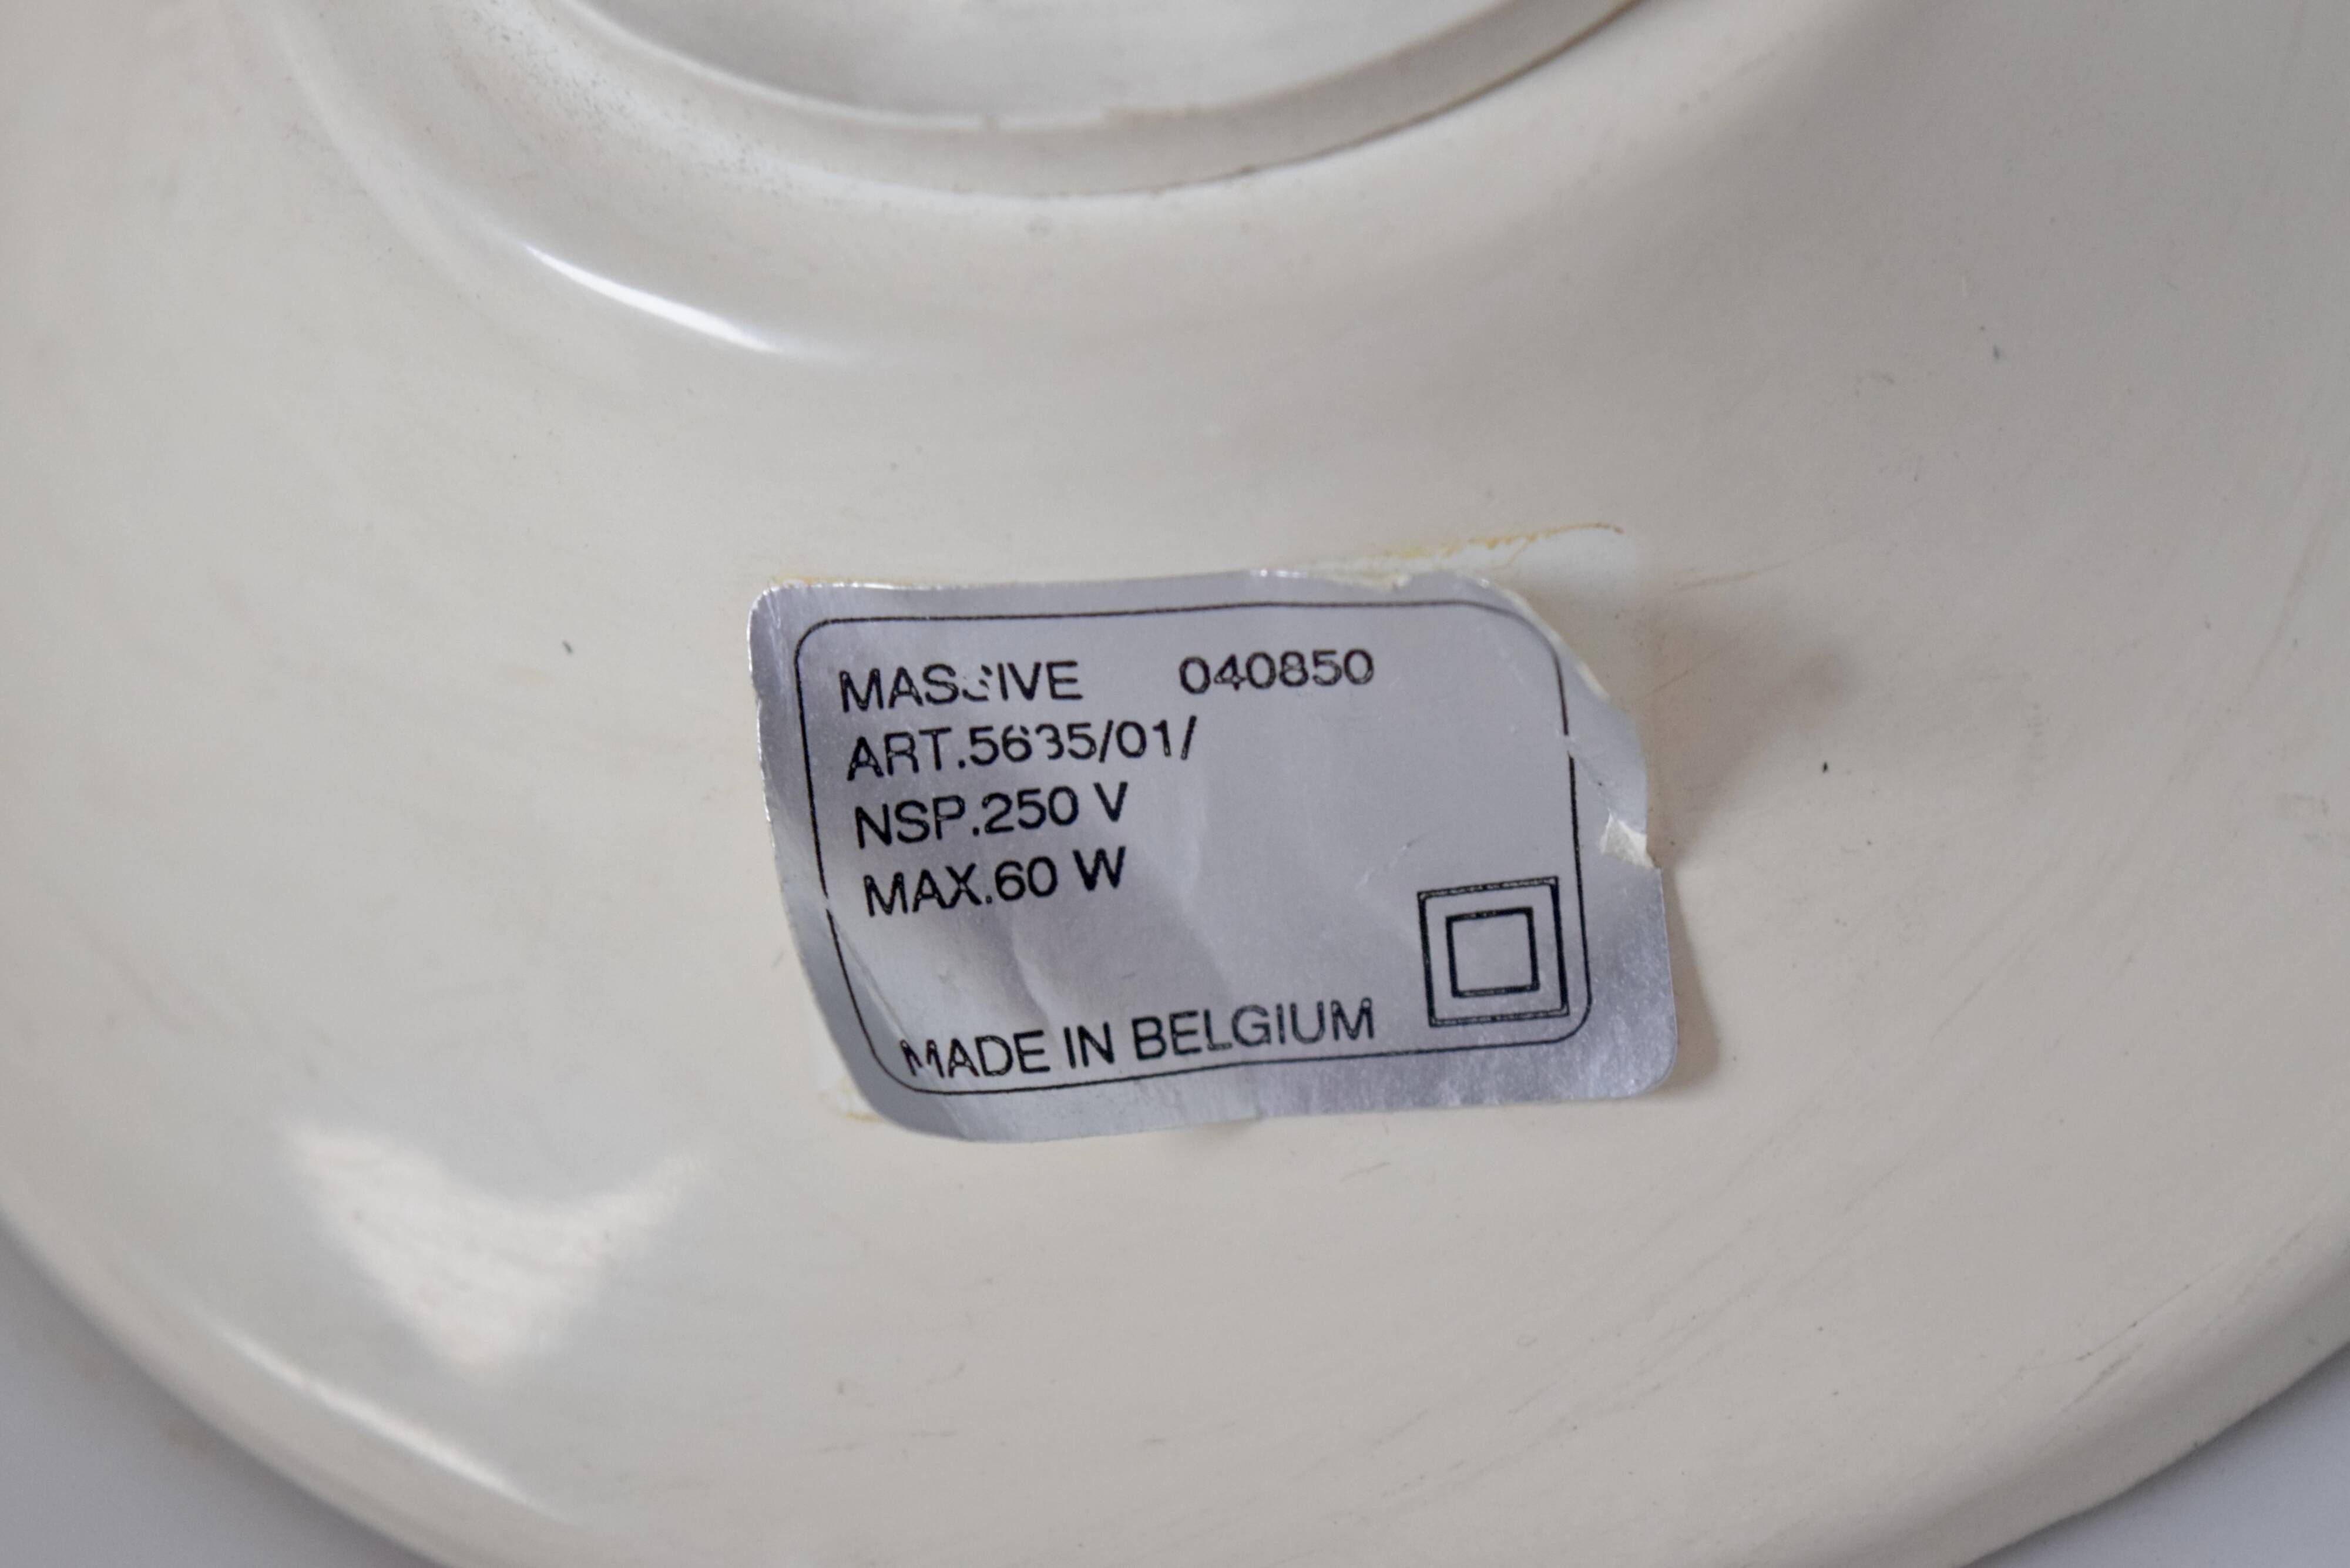 MASSIVE 040850
ART.5635/01/
NSP.250 V
MAX.60 W
MADE IN BELGIUM